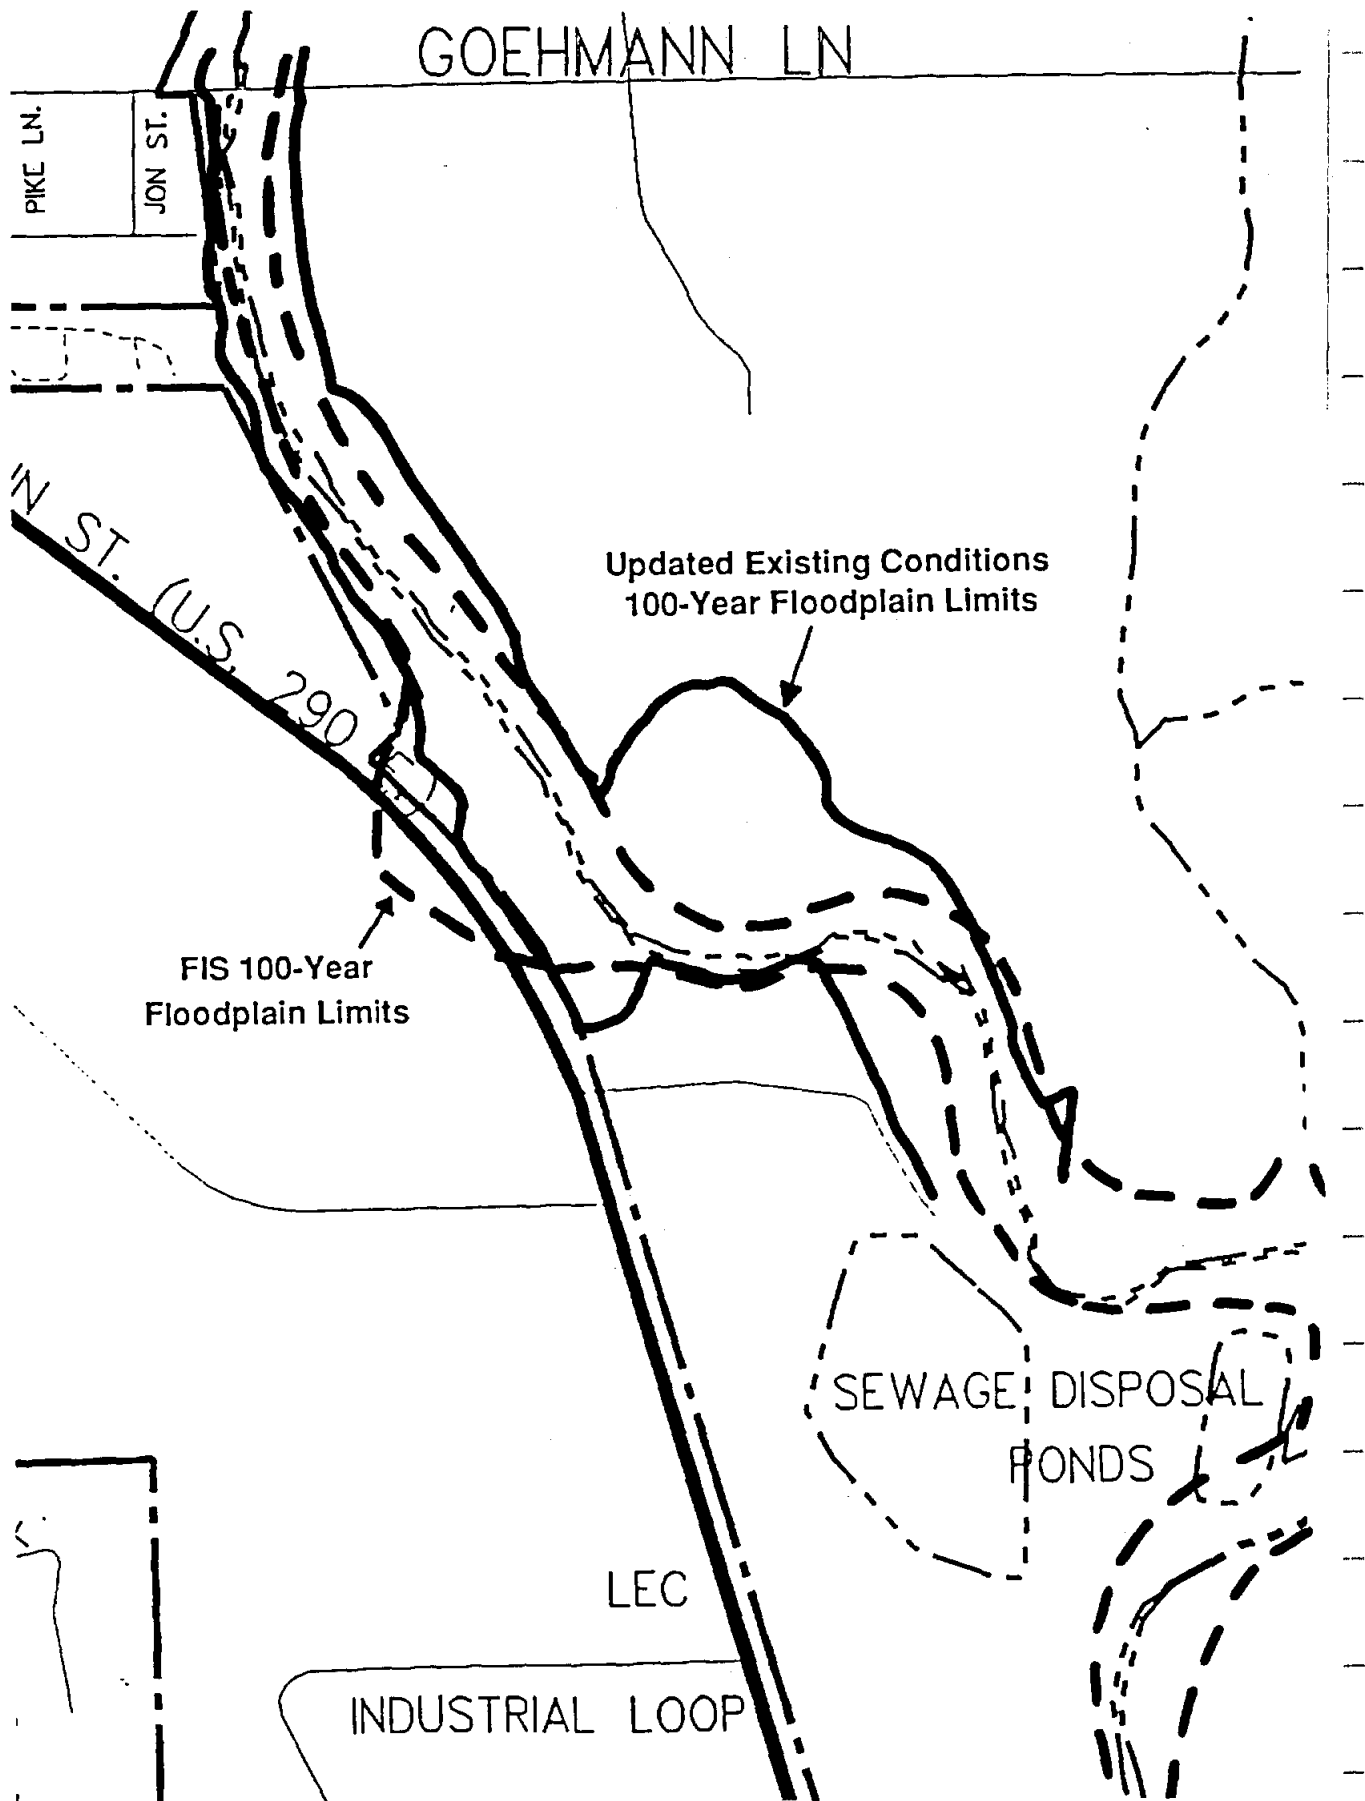 GOEHMANN LN
PIKE LN.
JON ST.
N ST. (U.S. 290)
Updated Existing Conditions
100-Year Floodplain Limits
FIS 100-Year
Floodplain Limits
SEWAGE DISPOSAL
PONDS
LEC
INDUSTRIAL LOOP